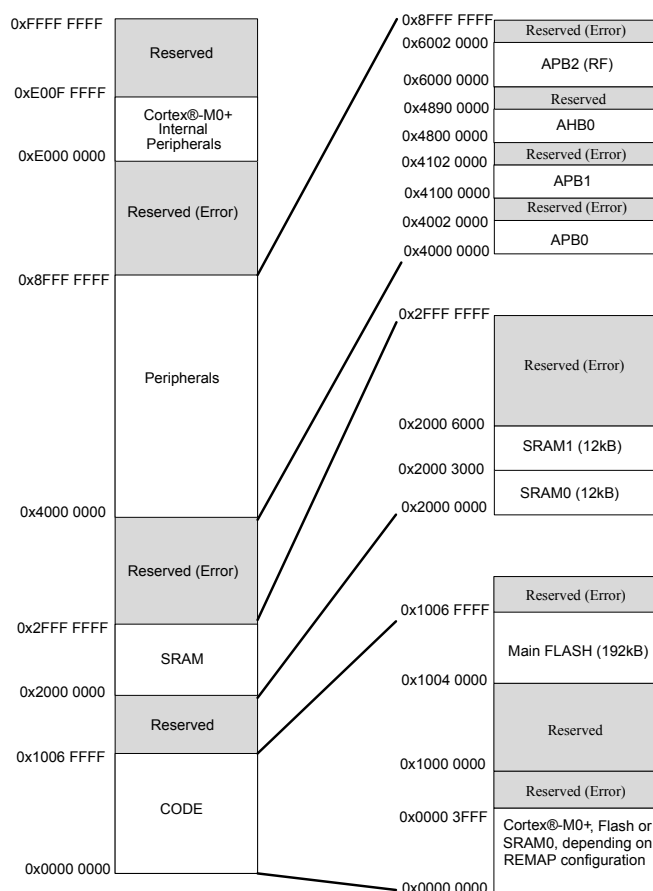 0xFFFF FFFF
Reserved
0xE00F FFFF
Cortex®-M0+
Internal
Peripherals
0xE000 0000
Reserved (Error)
0x8FFF FFFF
Peripherals
0x4000 0000
Reserved (Error)
0x2FFF FFFF
SRAM
0x2000 0000
Reserved
0x1006 FFFF
CODE
0x0000 0000
0x8FFF FFFF
Reserved (Error)
0x6002 0000
APB2 (RF)
0x6000 0000
Reserved
0x4890 0000
AHB0
0x4800 0000
Reserved (Error)
0x4102 0000
APB1
0x4100 0000
Reserved (Error)
0x4002 0000
APB0
0x4000 0000
0x2FFF FFFF
Reserved (Error)
0x2000 6000
SRAM1 (12kB)
0x2000 3000
SRAM0 (12kB)
0x2000 0000
Reserved (Error)
0x1006 FFFF
Main FLASH (192kB)
0x1004 0000
Reserved
0x1000 0000
Reserved (Error)
0x0000 3FFF
Cortex®-M0+, Flash or
SRAM0, depending on
REMAP configuration
0x0000 0000